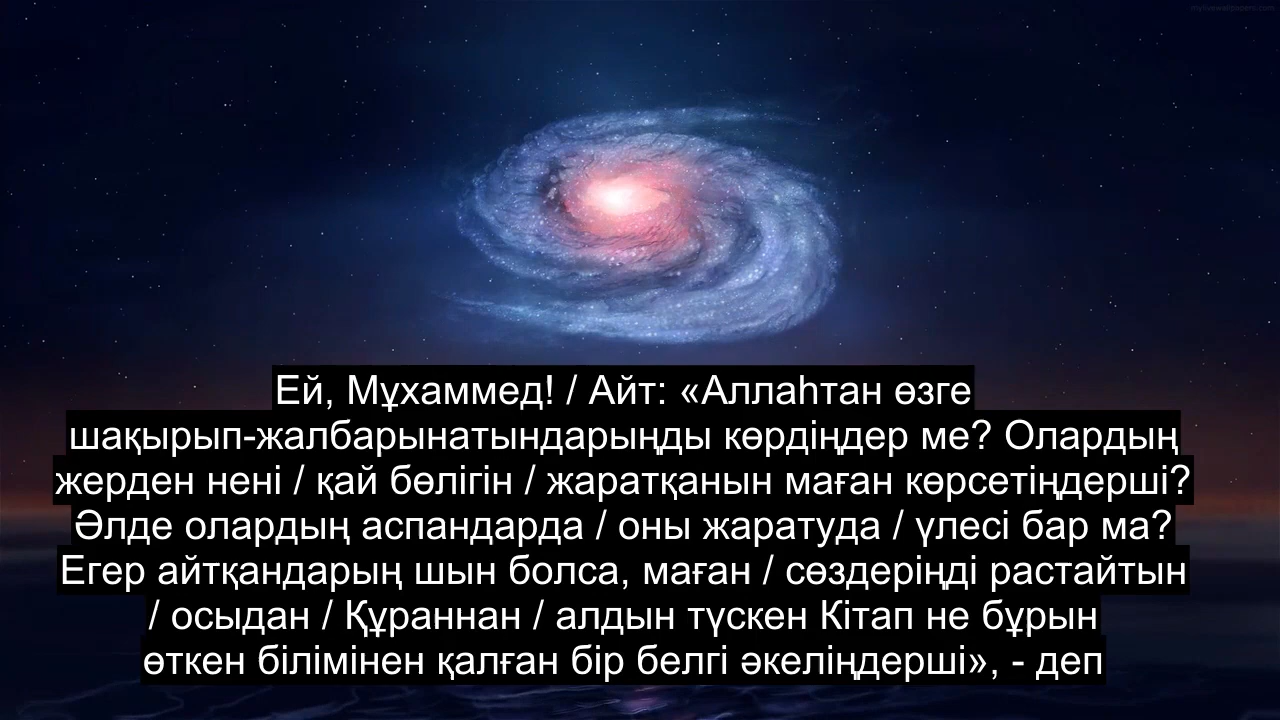 Ей, Мұхаммед! / Айт: «Аллаһтан өзге
шақырып-жалбарынатындарыңды көрдіңдер ме? Олардың
жерден нені / қай бөлігін / жаратқанын маған көрсетіңдерші?
Әлде олардың аспандарда / оны жаратуда / үлесі бар ма?
Егер айтқандарың шын болса, маған / сөздеріңді растайтын
/ осыдан / Құраннан / алдын түскен Кітап не бұрын
өткен білімінен қалған бір белгі әкеліңдерші», - деп